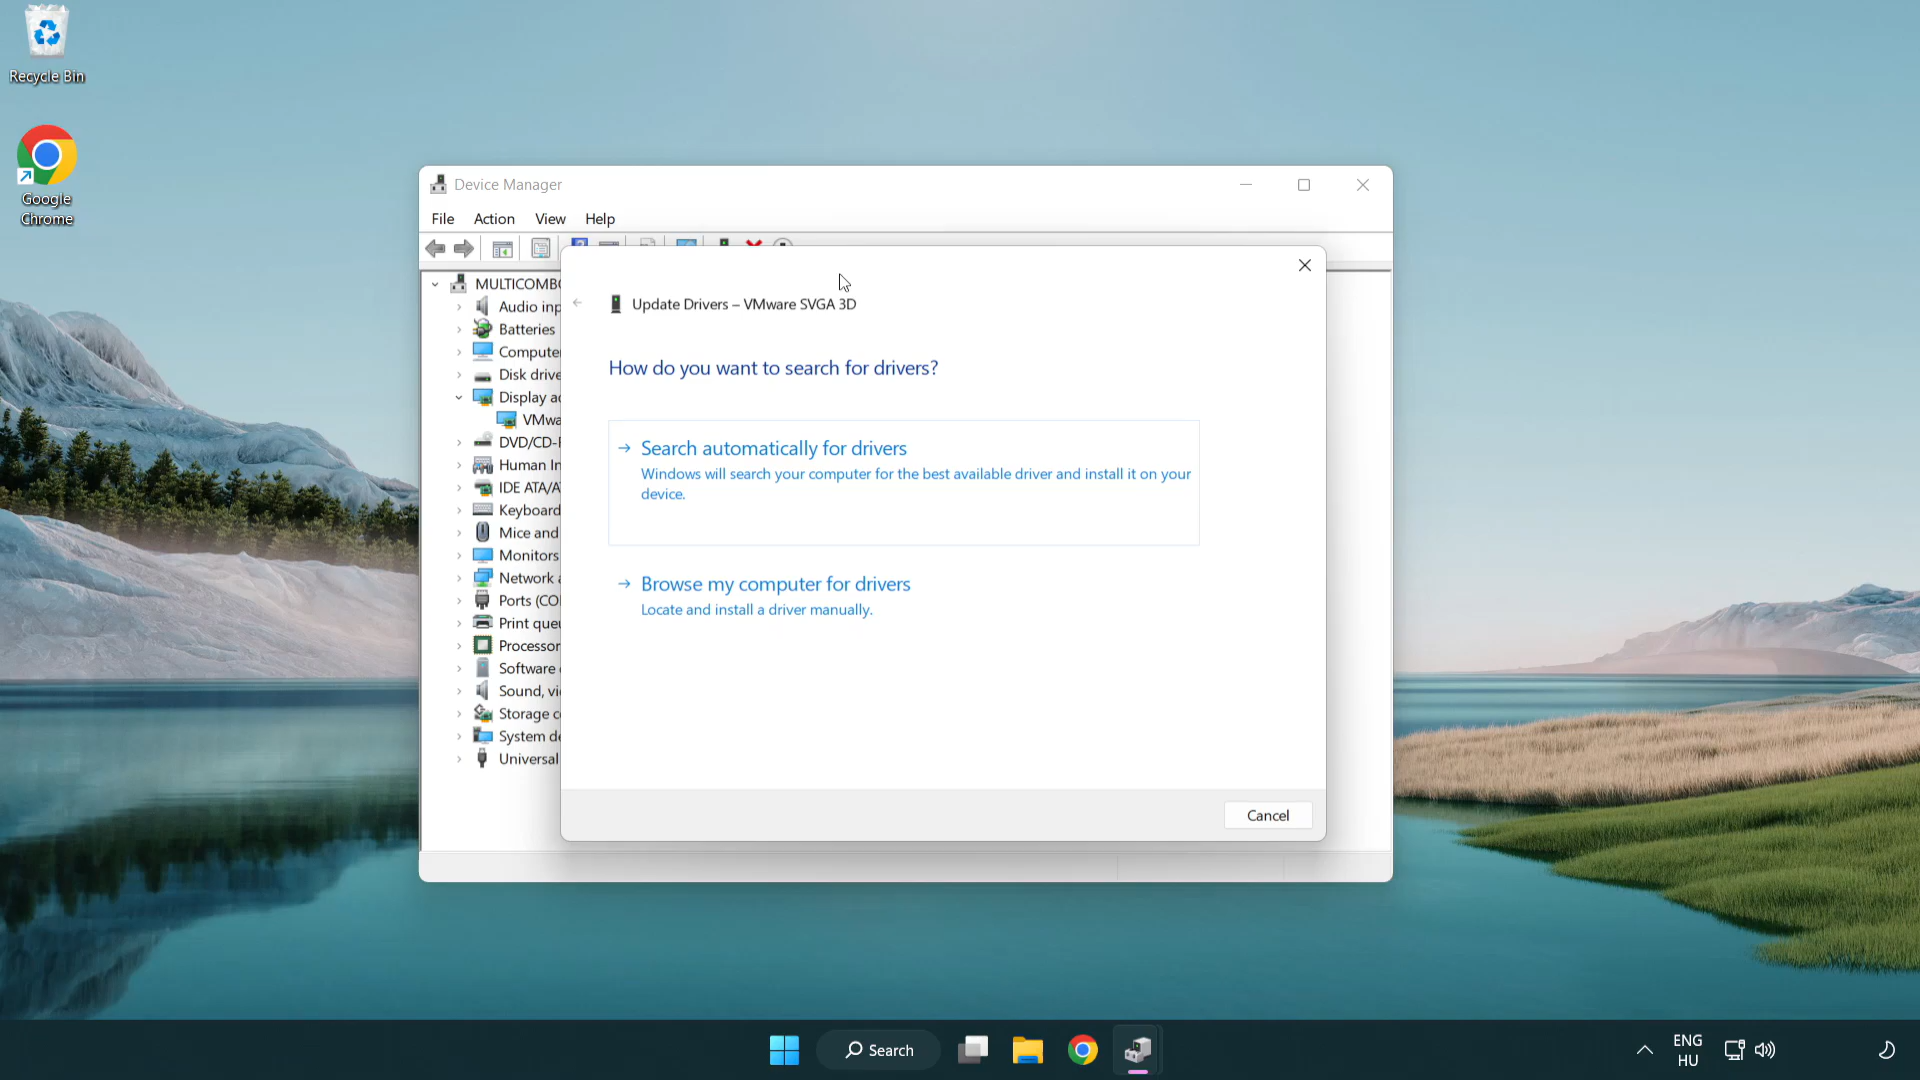 Recycle Bin
Google
Chrome
Device Manager
File Action View Help
MULTICOMBO
Audio inp
Batteries
Compute
Disk drive
Display a
VMwa
DVD/CD-
Human In
IDE ATA/A
Keyboard
Mice and
Monitors
Network
Ports (CO
Print que
Processor
Software
Sound, vi
Storage c
System de
Universal
Update Drivers – VMware SVGA 3D
How do you want to search for drivers?
→ Search automatically for drivers
Windows will search your computer for the best available driver and install it on your
device.
→ Browse my computer for drivers
Locate and install a driver manually.
Cancel
Search
ENG
HU